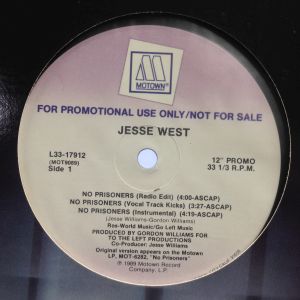 M
MOTOWN®
FOR PROMOTIONAL USE ONLY/NOT FOR SALE
JESSE WEST
L33-17912
(MOT9089)
Side 1
12" PROMO
33 1/3 R.P.M.
NO PRISONERS (Radio Edit) (4:00-ASCAP)
NO PRISONERS (Vocal Track Kicks) (3:27-ASCAP)
NO PRISONERS (Instrumental) (4:19-ASCAP)
(Jesse Williams-Gordon Williams)
Ros-World Music/Go Left Music
PRODUCED BY GORDON WILLIAMS FOR
TO THE LEFT PRODUCTIONS
Co-Producer: Jesse Williams
Original version appears on the Motown
LP, MOT-6282, "No Prisoners"
℗ 1989 Motown Record
Company, L.P.